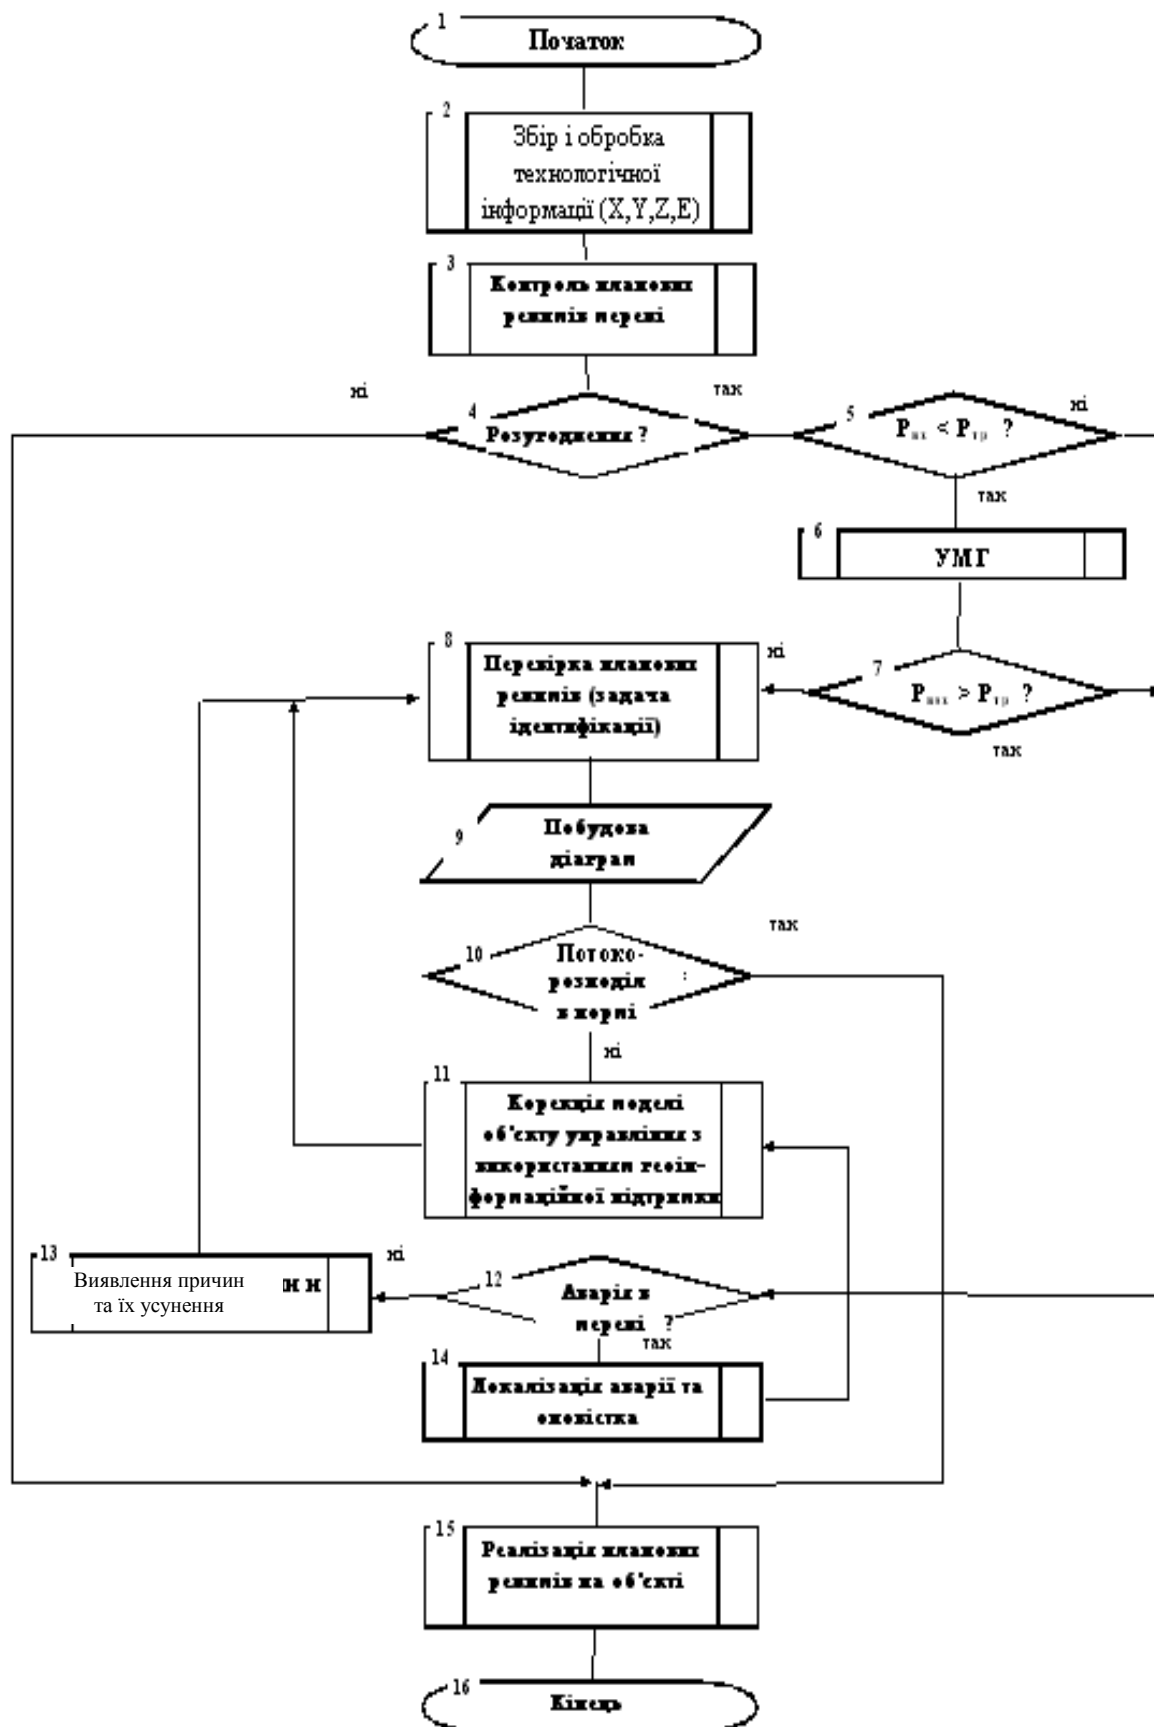 1
Початок
2
Збір і обробка
технологічної
інформації (X,Y,Z,E)
3
Контроль планових
режимів мережі
ні
так
4
Розузгодження ?
5
P < P ?
ні
так
6
УМГ
7
P > P ?
ні
так
8
Перевірка планових
режимів (задача
ідентифікації)
9
Побудова
діаграм
10
Потоко-
розподіл
в нормі
так
ні
11
Корекція моделі
об'єкту управління з
використанням геоін-
формаційної підтримки
12
Аварія в
мережі ?
ні
так
13
Виявлення причин
та їх усунення
14
Локалізація аварії та
оповістка
15
Реалізація планових
режимів на об'єкті
16
Кінець